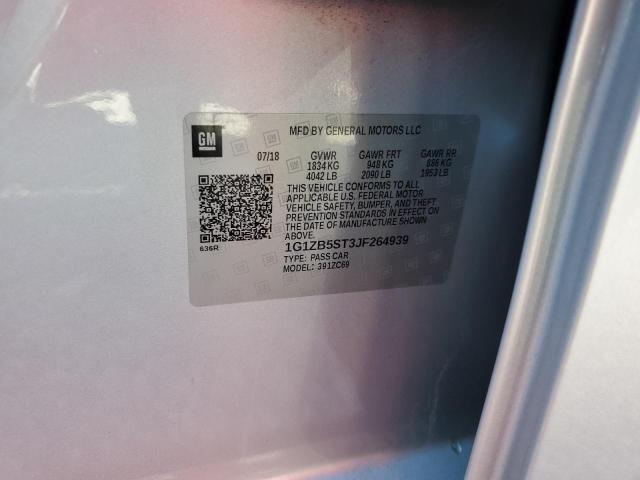 GM
MFD BY GENERAL MOTORS LLC
07/18 GVWR GAWR FRT GAWR RR
1834 KG 948 KG 886 KG
4042 LB 2090 LB 1953 LB
THIS VEHICLE CONFORMS TO ALL
APPLICABLE U.S. FEDERAL MOTOR
VEHICLE SAFETY, BUMPER, AND THEFT
PREVENTION STANDARDS IN EFFECT ON
THE DATE OF MANUFACTURE SHOWN
ABOVE.
636R
1G1ZB5ST3JF264939
TYPE: PASS CAR
MODEL: 391ZC69